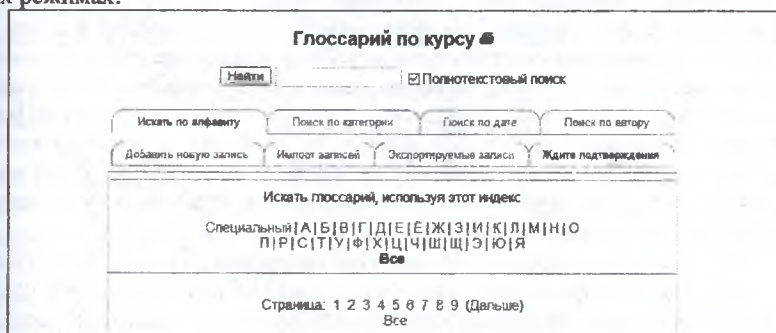 х режимах.
Глоссарий по курсу
Найти Полнотекстовый поиск
Искать по алфавиту Поиск по категории Поиск по дате Поиск по автору
Добавить новую запись Импорт записей Экспортируемые записи Ждите подтверждения
Искать глоссарий, используя этот индекс
Специальный|А|Б|В|Г|Д|Е|Ё|Ж|З|И|К|Л|М|Н|О
П|Р|С|Т|У|Ф|Х|Ц|Ч|Ш|Щ|Э|Ю|Я
Все
Страница: 1 2 3 4 5 6 7 8 9 (Дальше)
Все